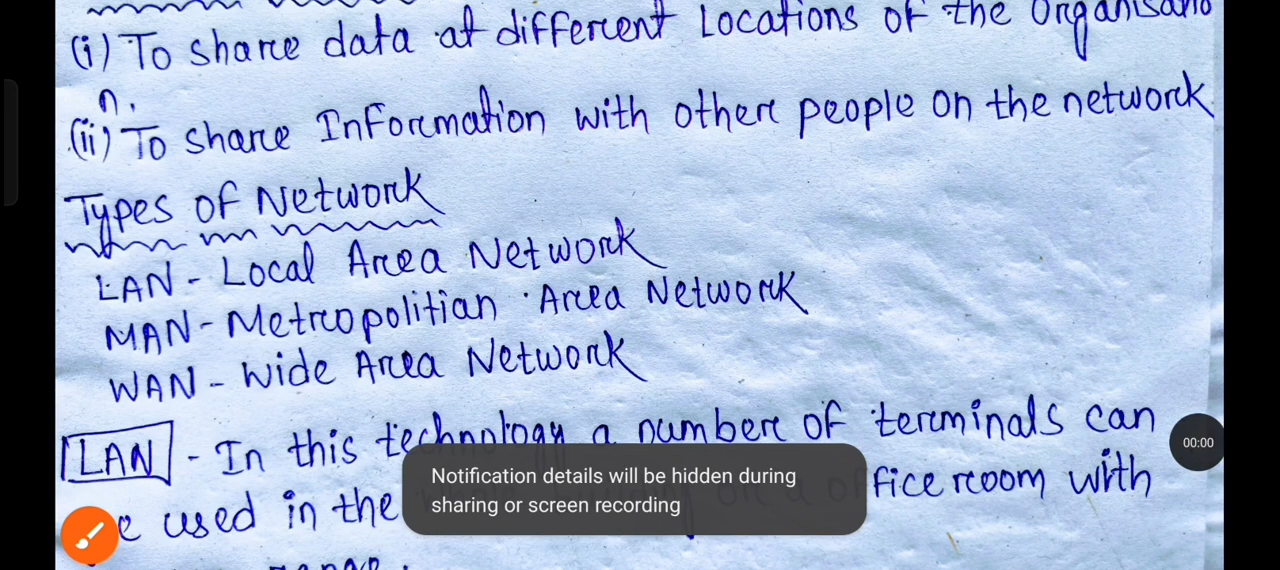 (i) To share data at different Locations of the Organisatio
n.
(ii) To share Information with other people on the network
Types of Network
LAN - Local Area Network
MAN - Metropolitian Area Network
WAN - Wide Area Network
LAN - In this technology a number of terminals can
00:00
Notification details will be hidden during
sharing or screen recording
used in the office room with
range.